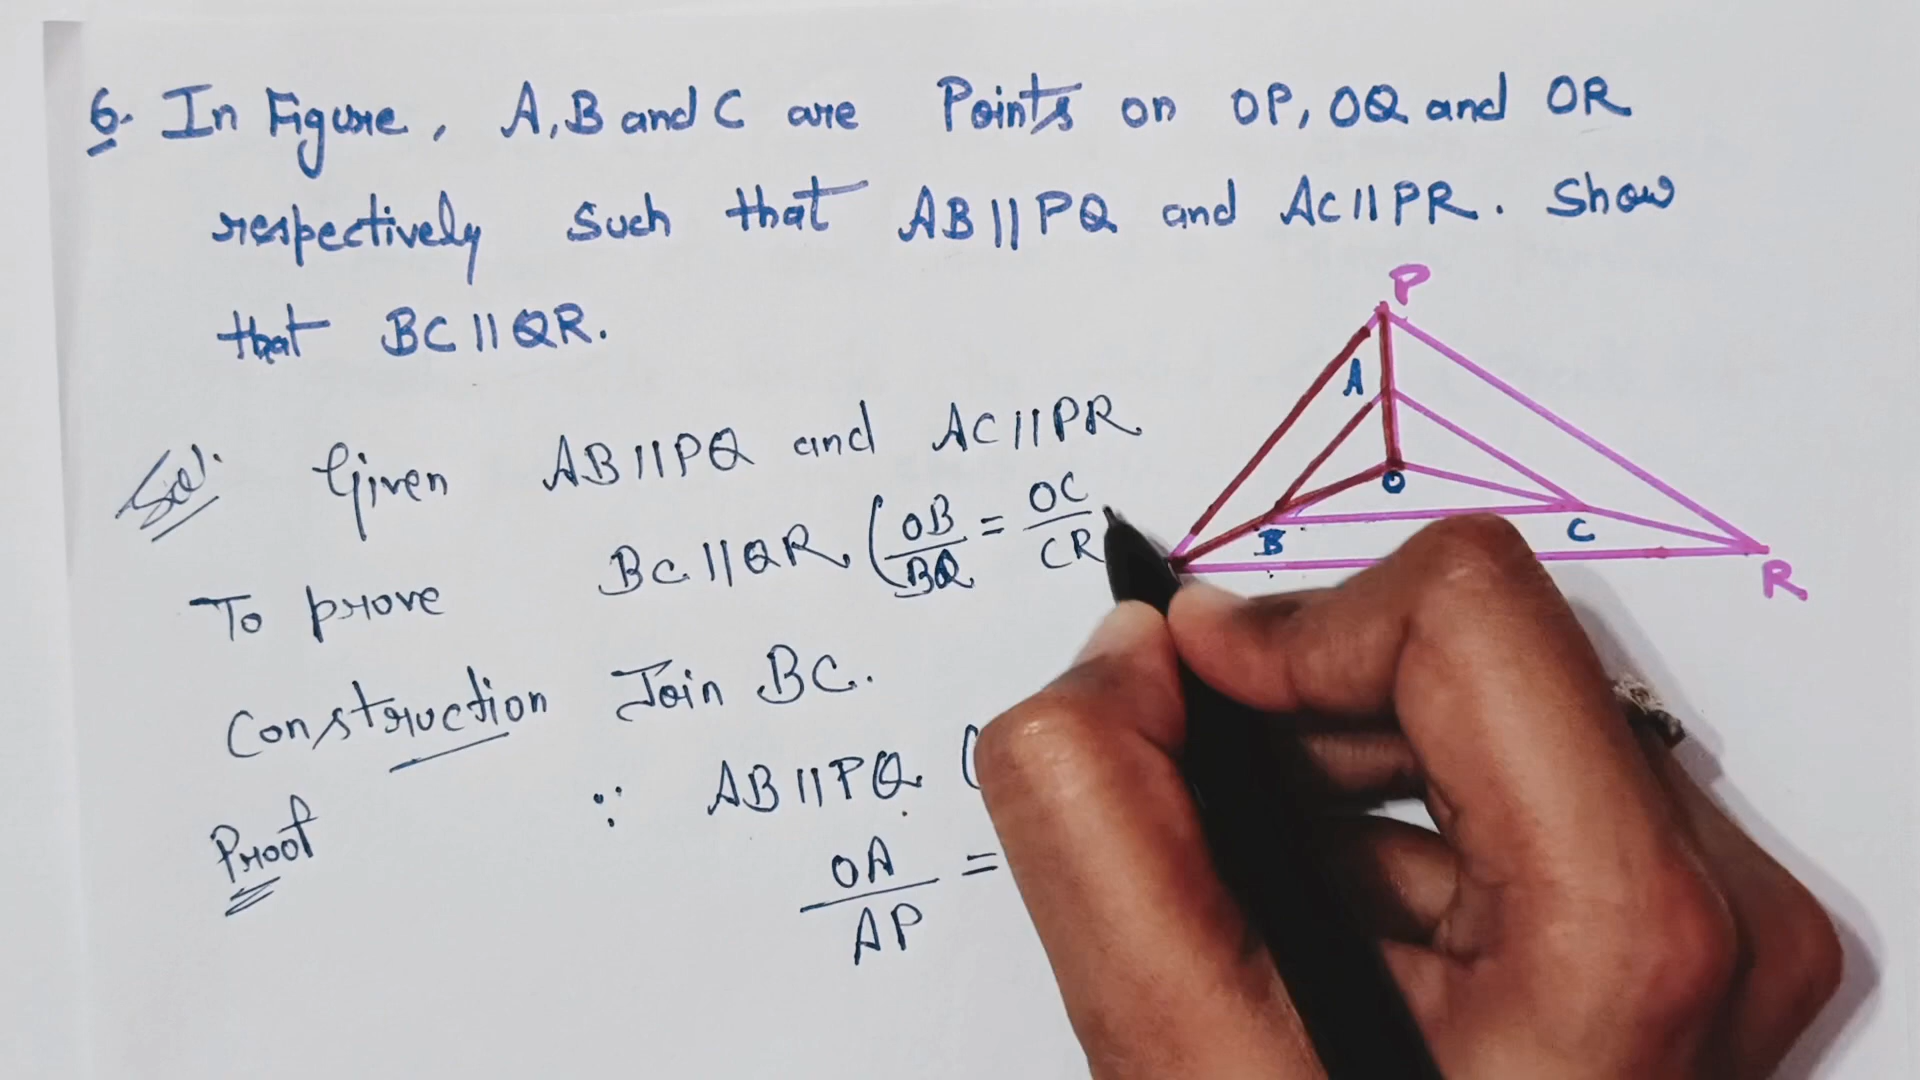 6. In Figure, A, B and C are Points on OP, OQ and OR
respectively Such that AB || PQ and AC || PR. Show
that BC || QR.
P
A
O
B
C
R
Sol. Given AB || PQ and AC || PR
To prove BC || QR (OB/BQ = OC/CR
Construction Join BC.
Proof ∵ AB || PQ (
OA/AP =